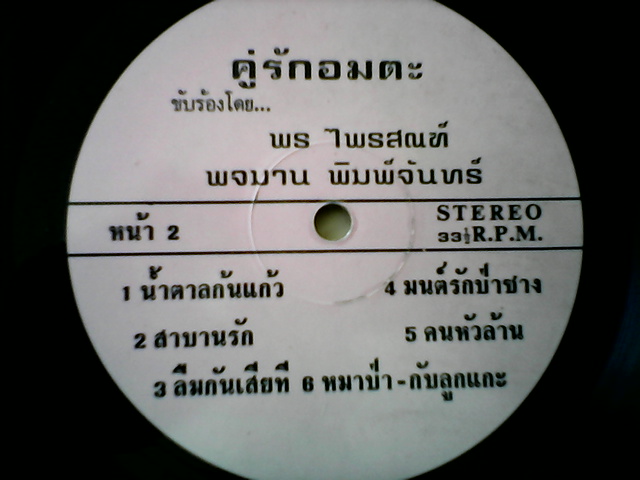 คู่รักอมตะ
ขับร้องโดย...
พร ไพรสณฑ์
พจมาน พิมพ์จันทร์
หน้า 2
STEREO
33½ R.P.M.
1 น้ำตาลก้นแก้ว
2 สาบานรัก
3 ลืมกันเสียที
4 มนต์รักป่าซาง
5 คนหัวล้าน
6 หมาป่า - กับลูกแกะ